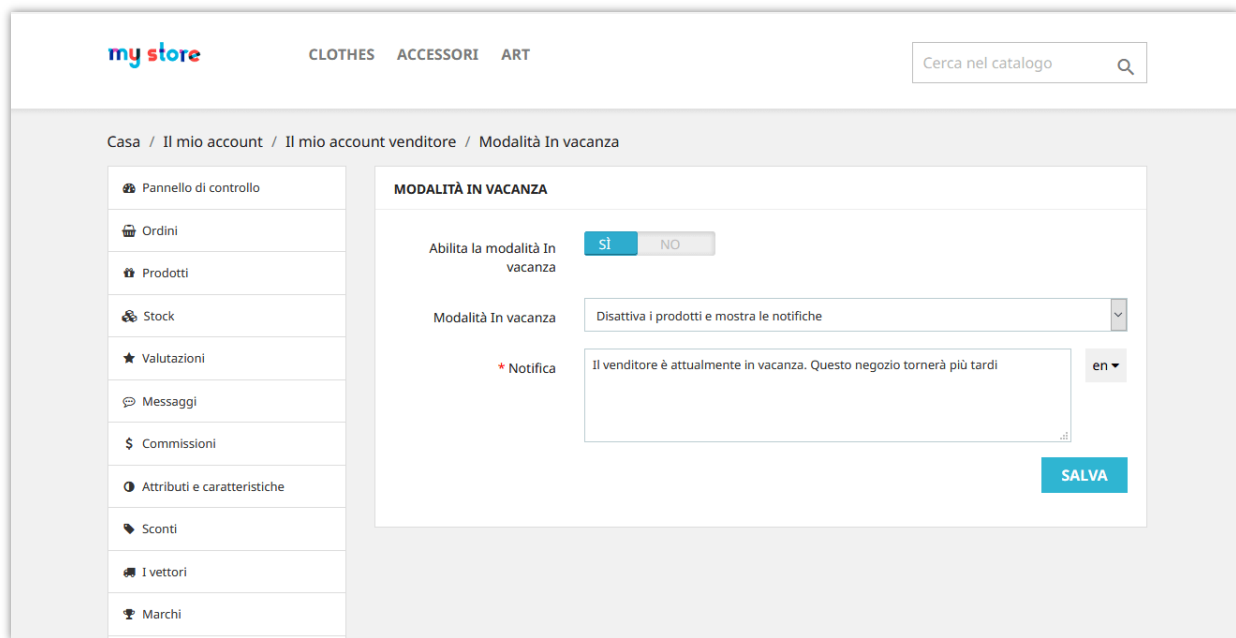 my store
CLOTHES ACCESSORI ART
Cerca nel catalogo
Casa / Il mio account / Il mio account venditore / Modalità In vacanza
Pannello di controllo
Ordini
Prodotti
Stock
Valutazioni
Messaggi
Commissioni
Attributi e caratteristiche
Sconti
I vettori
Marchi
MODALITÀ IN VACANZA
Abilita la modalità In
vacanza
SÌ NO
Modalità In vacanza
Disattiva i prodotti e mostra le notifiche
* Notifica
Il venditore è attualmente in vacanza. Questo negozio tornerà più tardi
en
SALVA